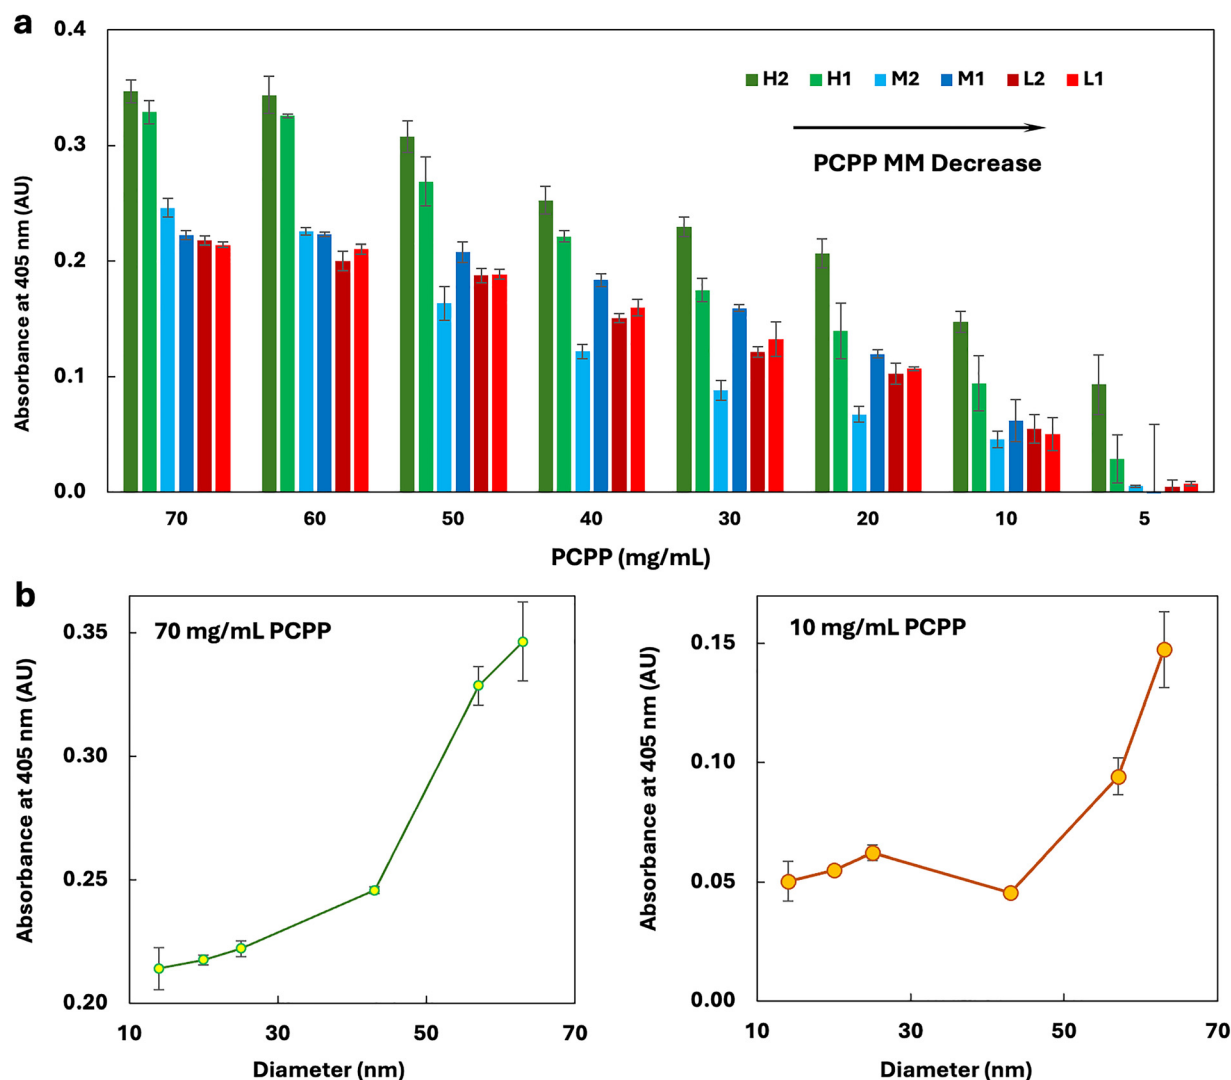 a
0.4
0.3
0.2
0.1
0.0
Absorbance at 405 nm (AU)
H2 H1 M2 M1 L2 L1
PCPP MM Decrease
70 60 50 40 30 20 10 5
PCPP (mg/mL)
b
70 mg/mL PCPP
0.35
0.30
0.25
0.20
Absorbance at 405 nm (AU)
10 30 50 70
Diameter (nm)
10 mg/mL PCPP
0.15
0.10
0.05
0.00
Absorbance at 405 nm (AU)
10 30 50 70
Diameter (nm)